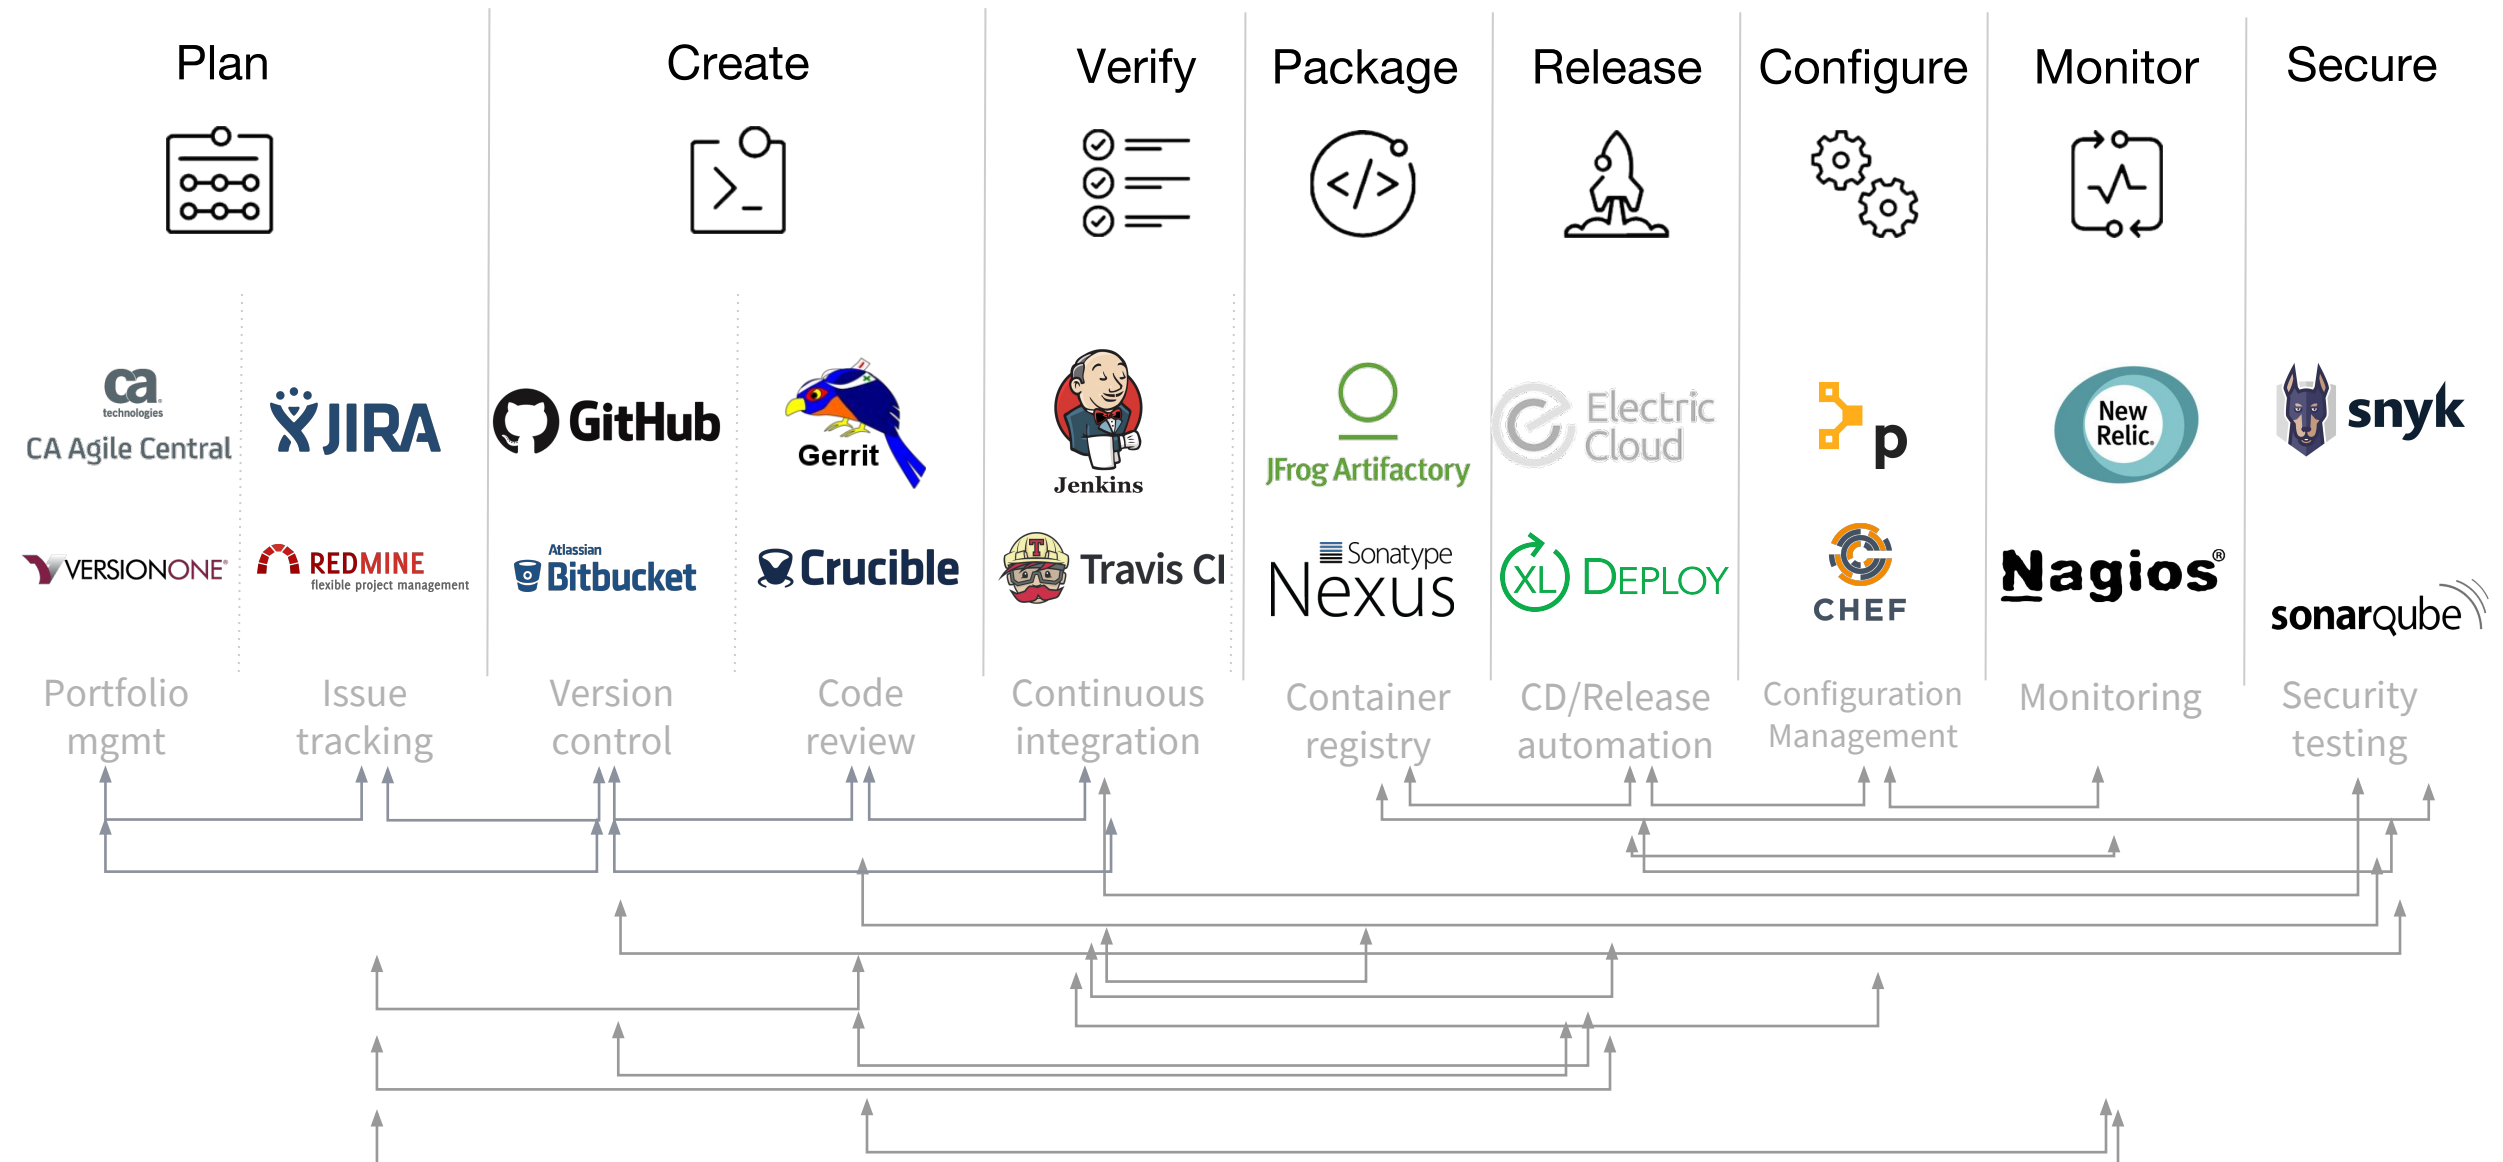 Plan
Create
Verify
Package
Release
Configure
Monitor
Secure
>_
</>
ca
technologies
CA Agile Central
JIRA
GitHub
Gerrit
Jenkins
JFrog Artifactory
Electric
Cloud
p
New
Relic.
snyk
VERSIONONE®
REDMINE
flexible project management
Atlassian
Bitbucket
Crucible
T
Travis CI
Sonatype
Nexus
XL DEPLOY
CHEF
Nagios®
sonarqube
Portfolio
mgmt
Issue
tracking
Version
control
Code
review
Continuous
integration
Container
registry
CD/Release
automation
Configuration
Management
Monitoring
Security
testing